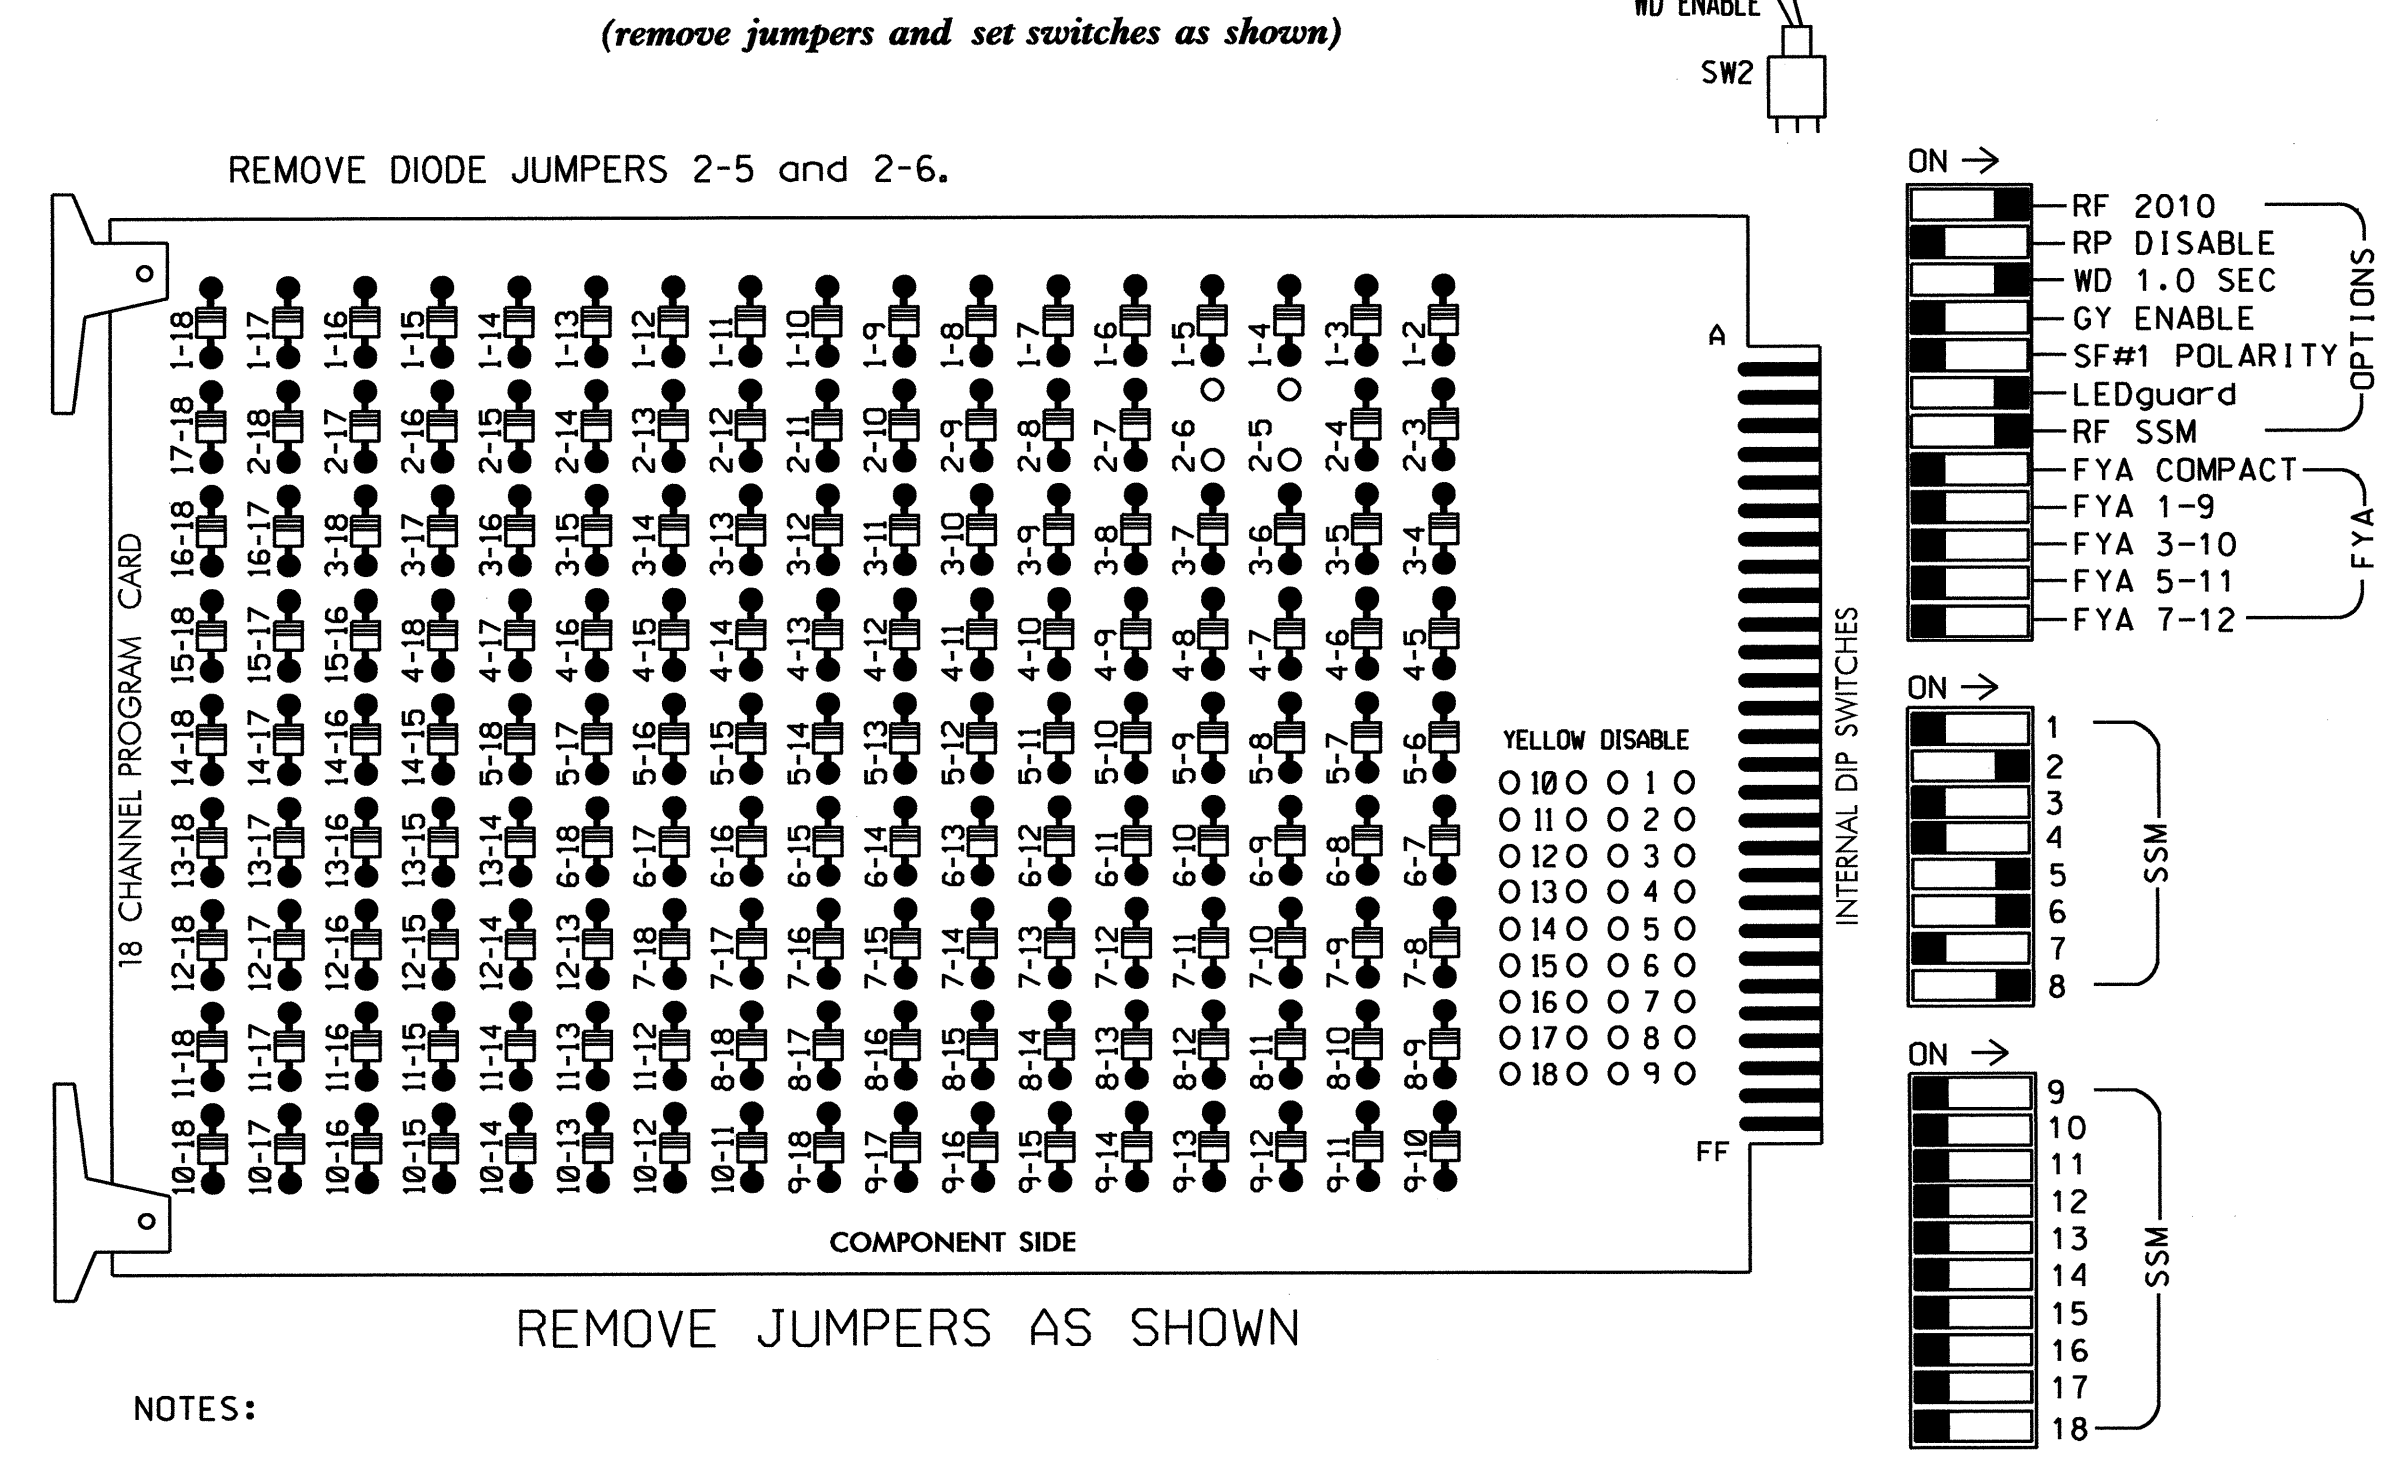 (remove jumpers and set switches as shown)
WD ENABLE
SW2
REMOVE DIODE JUMPERS 2-5 and 2-6.
1-18 1-17 1-16 1-15 1-14 1-13 1-12 1-11 1-10 1-9 1-8 1-7 1-6 1-5 1-4 1-3 1-2
17-18 2-18 2-17 2-16 2-15 2-14 2-13 2-12 2-11 2-10 2-9 2-8 2-7 2-6 2-5 2-4 2-3
16-18 16-17 3-18 3-17 3-16 3-15 3-14 3-13 3-12 3-11 3-10 3-9 3-8 3-7 3-6 3-5 3-4
15-18 15-17 15-16 4-18 4-17 4-16 4-15 4-14 4-13 4-12 4-11 4-10 4-9 4-8 4-7 4-6 4-5
14-18 14-17 14-16 14-15 5-18 5-17 5-16 5-15 5-14 5-13 5-12 5-11 5-10 5-9 5-8 5-7 5-6
13-18 13-17 13-16 13-15 13-14 6-18 6-17 6-16 6-15 6-14 6-13 6-12 6-11 6-10 6-9 6-8 6-7
12-18 12-17 12-16 12-15 12-14 12-13 7-18 7-17 7-16 7-15 7-14 7-13 7-12 7-11 7-10 7-9 7-8
11-18 11-17 11-16 11-15 11-14 11-13 11-12 8-18 8-17 8-16 8-15 8-14 8-13 8-12 8-11 8-10 8-9
10-18 10-17 10-16 10-15 10-14 10-13 10-12 10-11 9-18 9-17 9-16 9-15 9-14 9-13 9-12 9-11 9-10
18 CHANNEL PROGRAM CARD
A
FF
YELLOW DISABLE
10 1
11 2
12 3
13 4
14 5
15 6
16 7
17 8
18 9
COMPONENT SIDE
INTERNAL DIP SWITCHES
ON →
RF 2010
RP DISABLE
WD 1.0 SEC
GY ENABLE
SF#1 POLARITY
LEDguard
RF SSM
OPTIONS
FYA COMPACT
FYA 1-9
FYA 3-10
FYA 5-11
FYA 7-12
FYA
ON →
1
2
3
4
5
6
7
8
SSM
ON →
9
10
11
12
13
14
15
16
17
18
SSM
REMOVE JUMPERS AS SHOWN
NOTES: